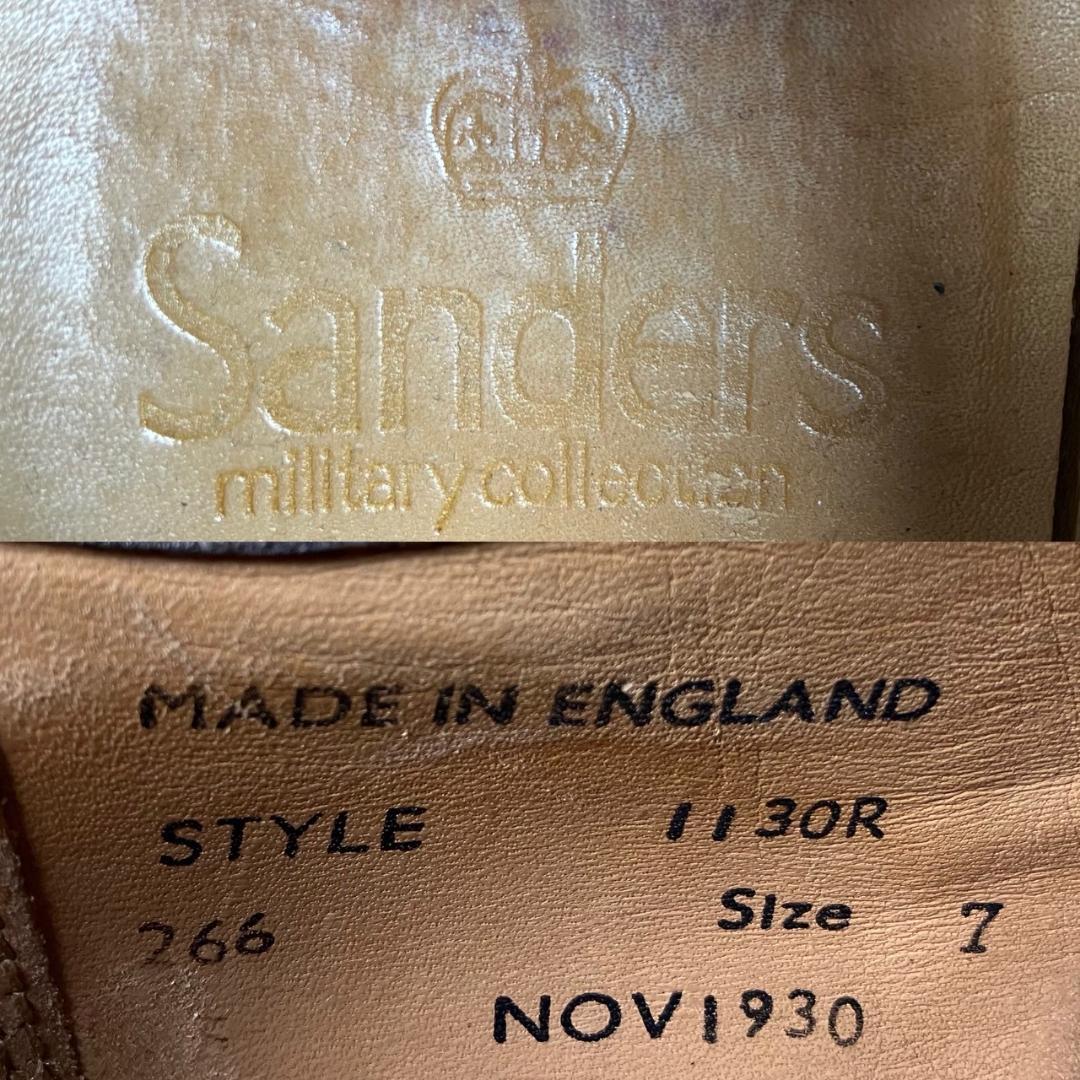 Sanders
military collection
MADE IN ENGLAND
STYLE 1130R
266 Size 7
NOV1930